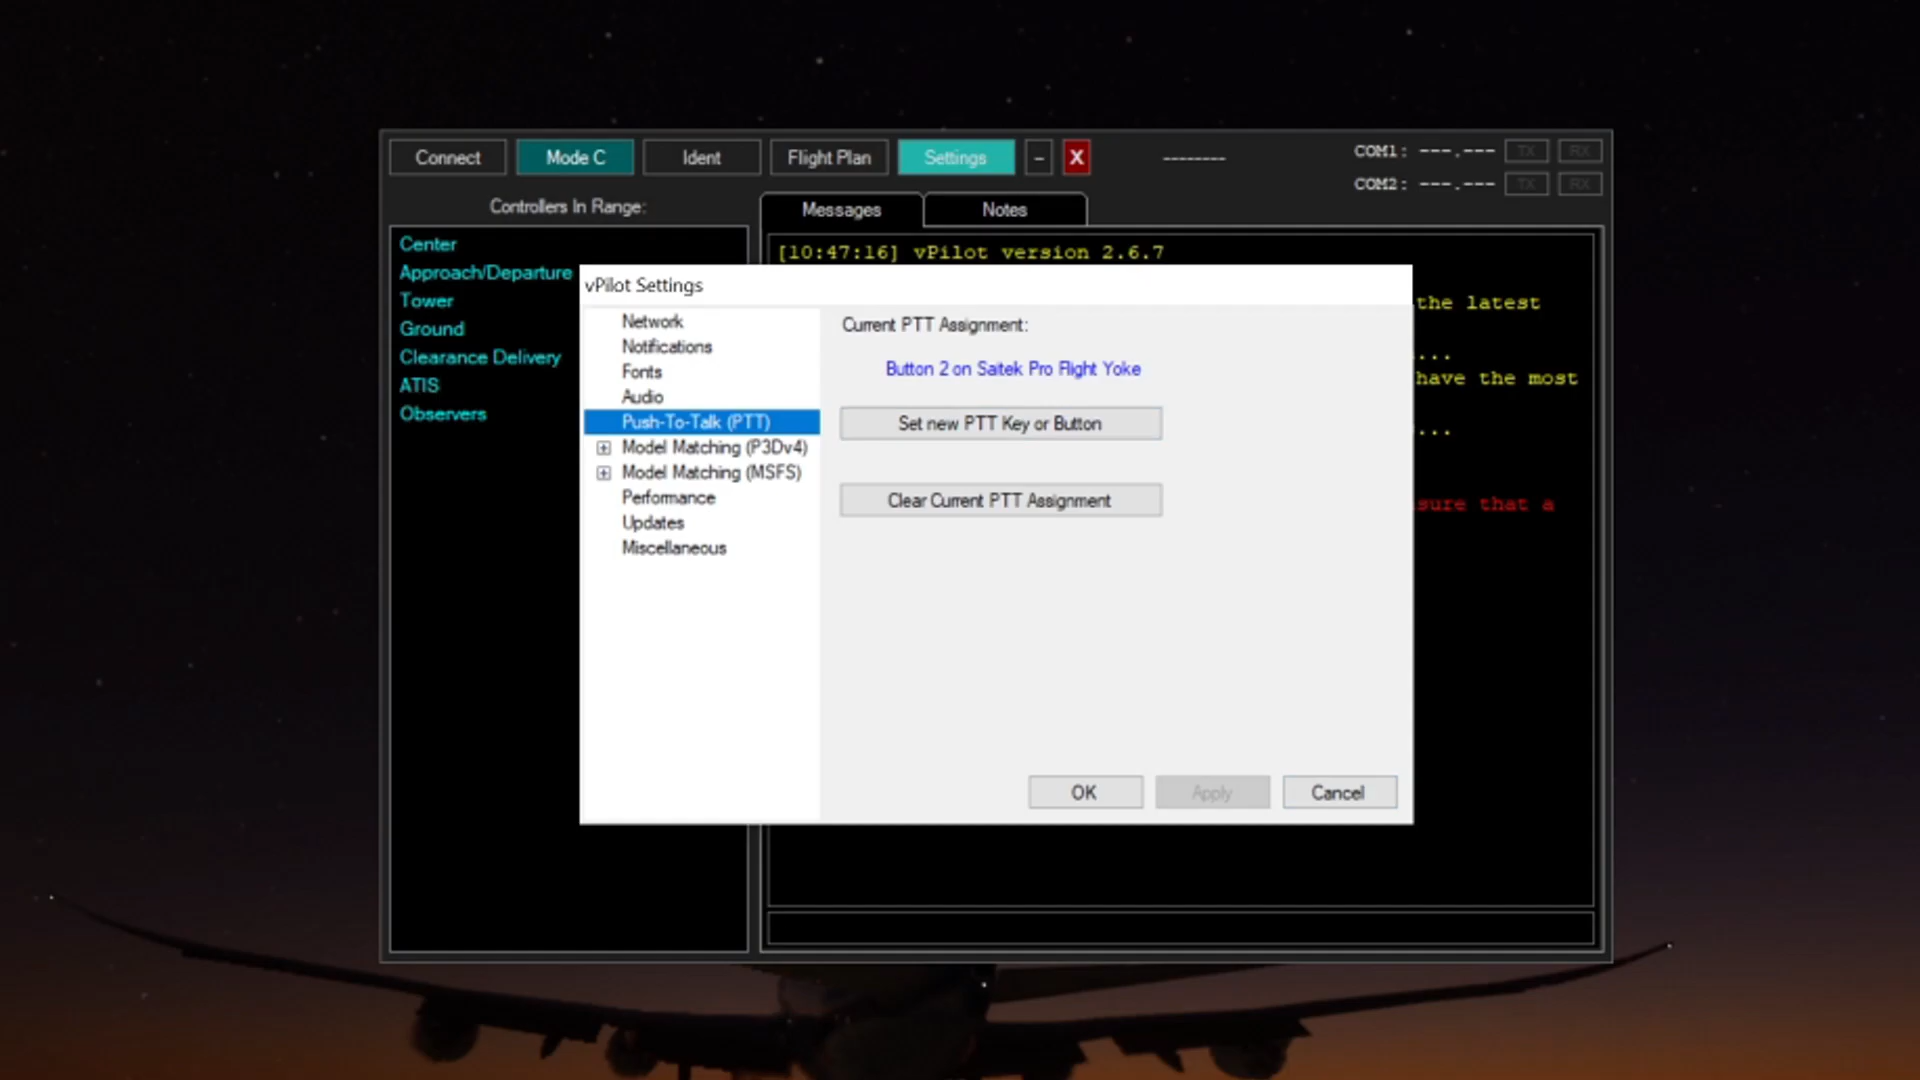 Connect Mode C Ident Flight Plan Settings – X -------- COM1: ---.--- TX RX
COM2: ---.--- TX RX
Controllers In Range:
Messages Notes
Center
Approach/Departure
Tower
Ground
Clearance Delivery
ATIS
Observers
[10:47:16] vPilot version 2.6.7
the latest
...
have the most
...
sure that a
vPilot Settings
Network
Notifications
Fonts
Audio
Push-To-Talk (PTT)
Model Matching (P3Dv4)
Model Matching (MSFS)
Performance
Updates
Miscellaneous
Current PTT Assignment:
Button 2 on Saitek Pro Flight Yoke
Set new PTT Key or Button
Clear Current PTT Assignment
OK Apply Cancel